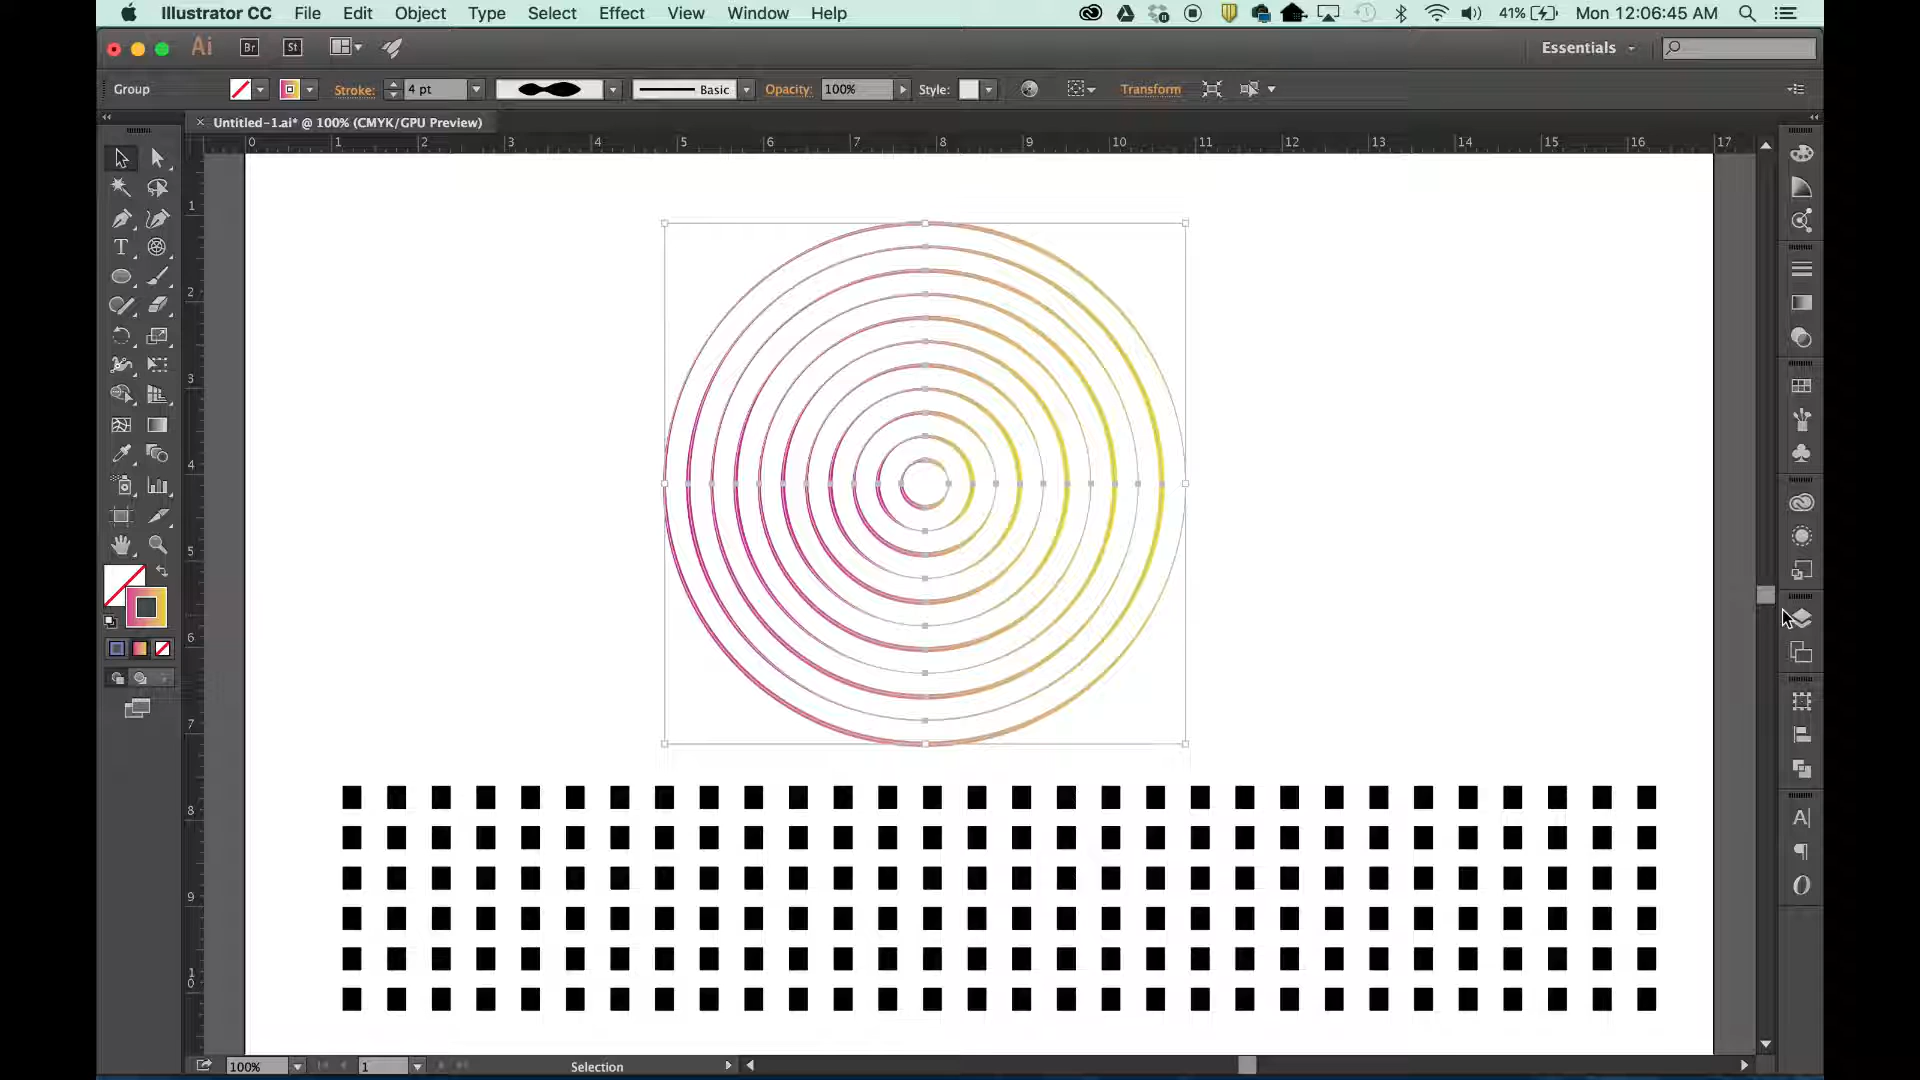 Illustrator CC File Edit Object Type Select Effect View Window Help 41% Mon 12:06:45 AM
Ai Br St Essentials
Group Stroke: 4 pt Basic Opacity: 100% Style: Transform
× Untitled-1.ai* @ 100% (CMYK/GPU Preview)
0 1 2 3 4 5 6 7 8 9 10 11 12 13 14 15 16 17
1
2
3
4
5
6
7
8
9
10
100% 1 Selection